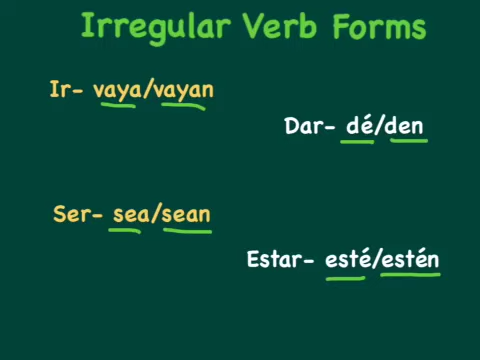 Irregular Verb Forms
Ir- vaya/vayan
Dar- dé/den
Ser- sea/sean
Estar- esté/estén